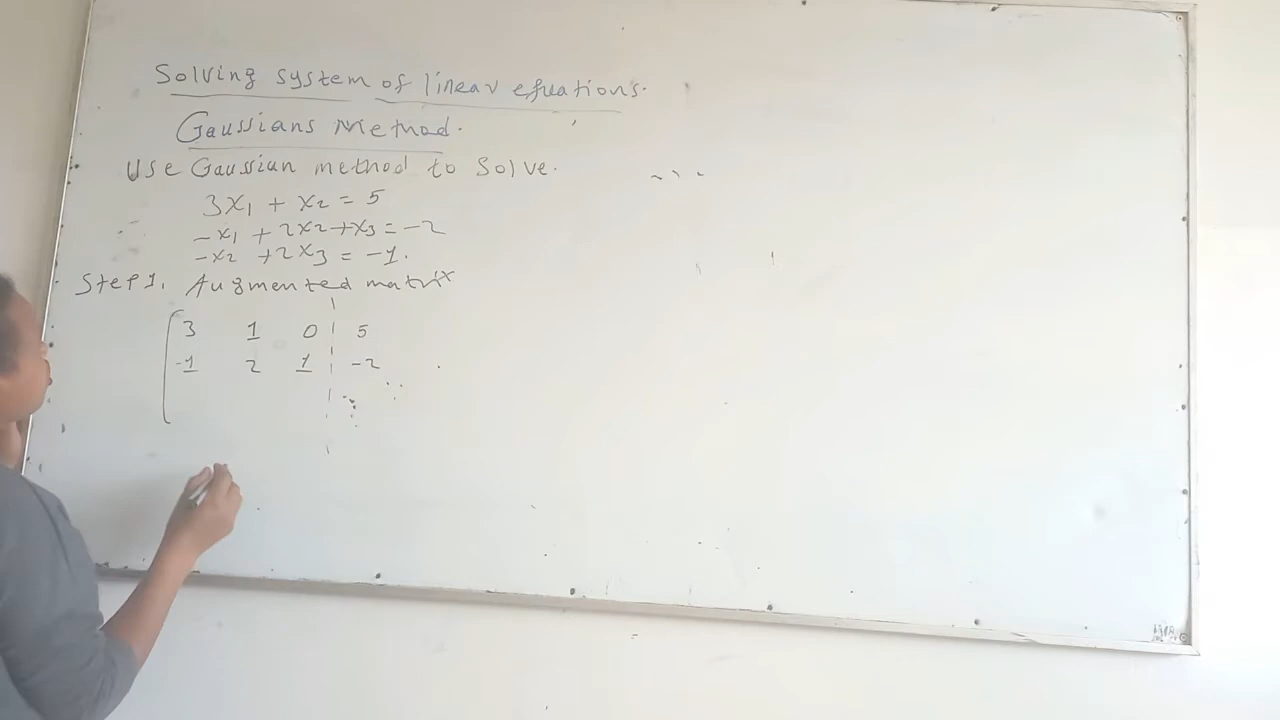 Solving system of linear efuations.
Gaussians Method.
Use Gaussian method to Solve.
3x₁ + x₂ = 5
-x₁ + 2x₂ + x₃ = -2
-x₂ + 2x₃ = -1.
Step 1. Augmented matrix
3 1 0 | 5
-1 2 1 | -2